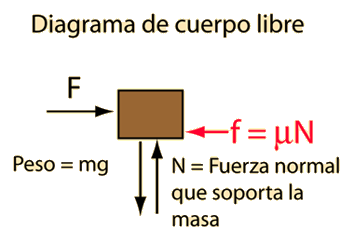 Diagrama de cuerpo libre
F
f = μN
Peso = mg
N = Fuerza normal
que soporta la
masa